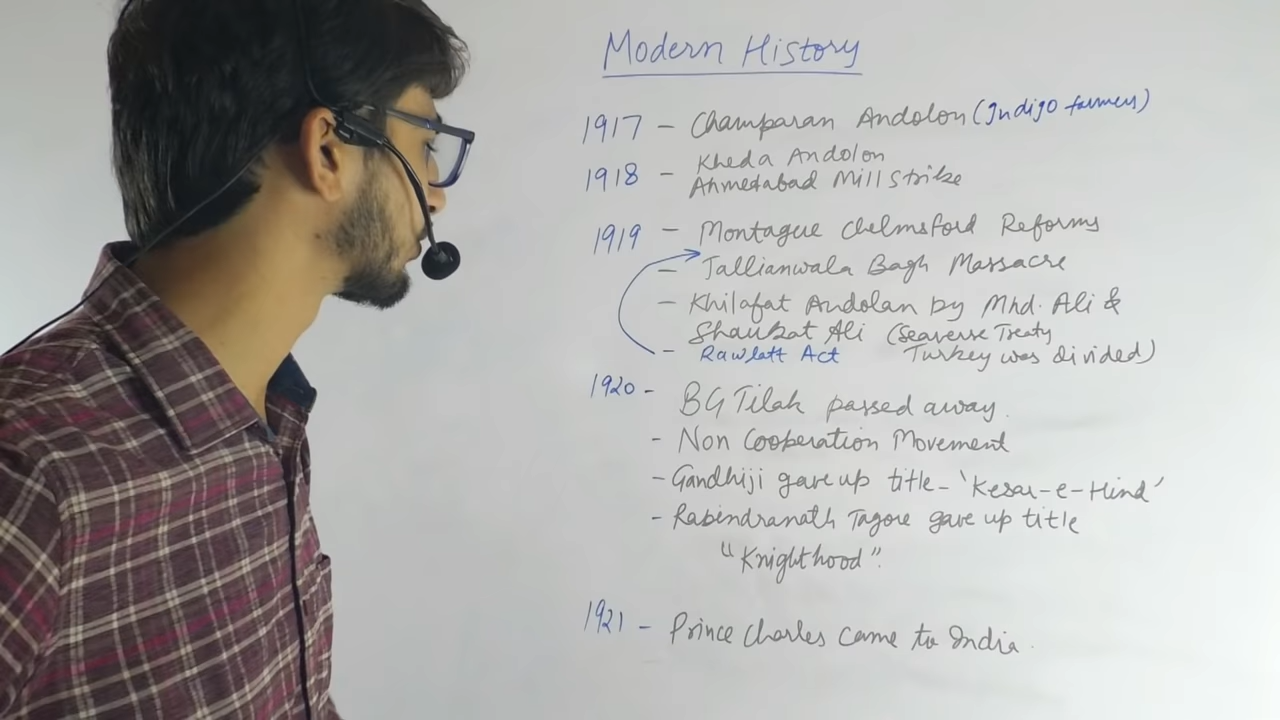 Modern History
1917 - Champaran Andolon (Indigo farmers)
1918 - Kheda Andolon
Ahmedabad Mill Strike
1919 - Montague Chelmsford Reforms
- Jallianwala Bagh Massacre
- Khilafat Andolan by Mhd. Ali &
Shaukat Ali (Seaverse Treaty
- Rawlatt Act Turkey was divided)
1920 - BG Tilak passed away.
- Non Cooperation Movement
- Gandhiji gave up title - 'Kesar-e-Hind'
- Rabindranath Tagore gave up title
"Knighthood".
1921 - Prince Charles came to India.